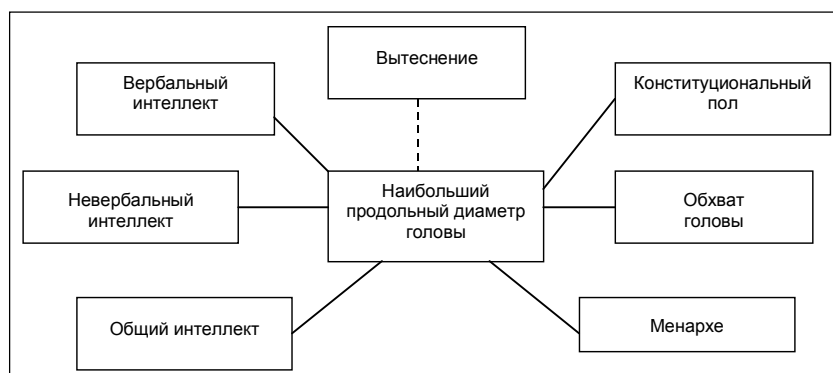 Вытеснение
Вербальный
интеллект
Конституциональный
пол
Невербальный
интеллект
Наибольший
продольный диаметр
головы
Обхват
головы
Общий интеллект
Менархе